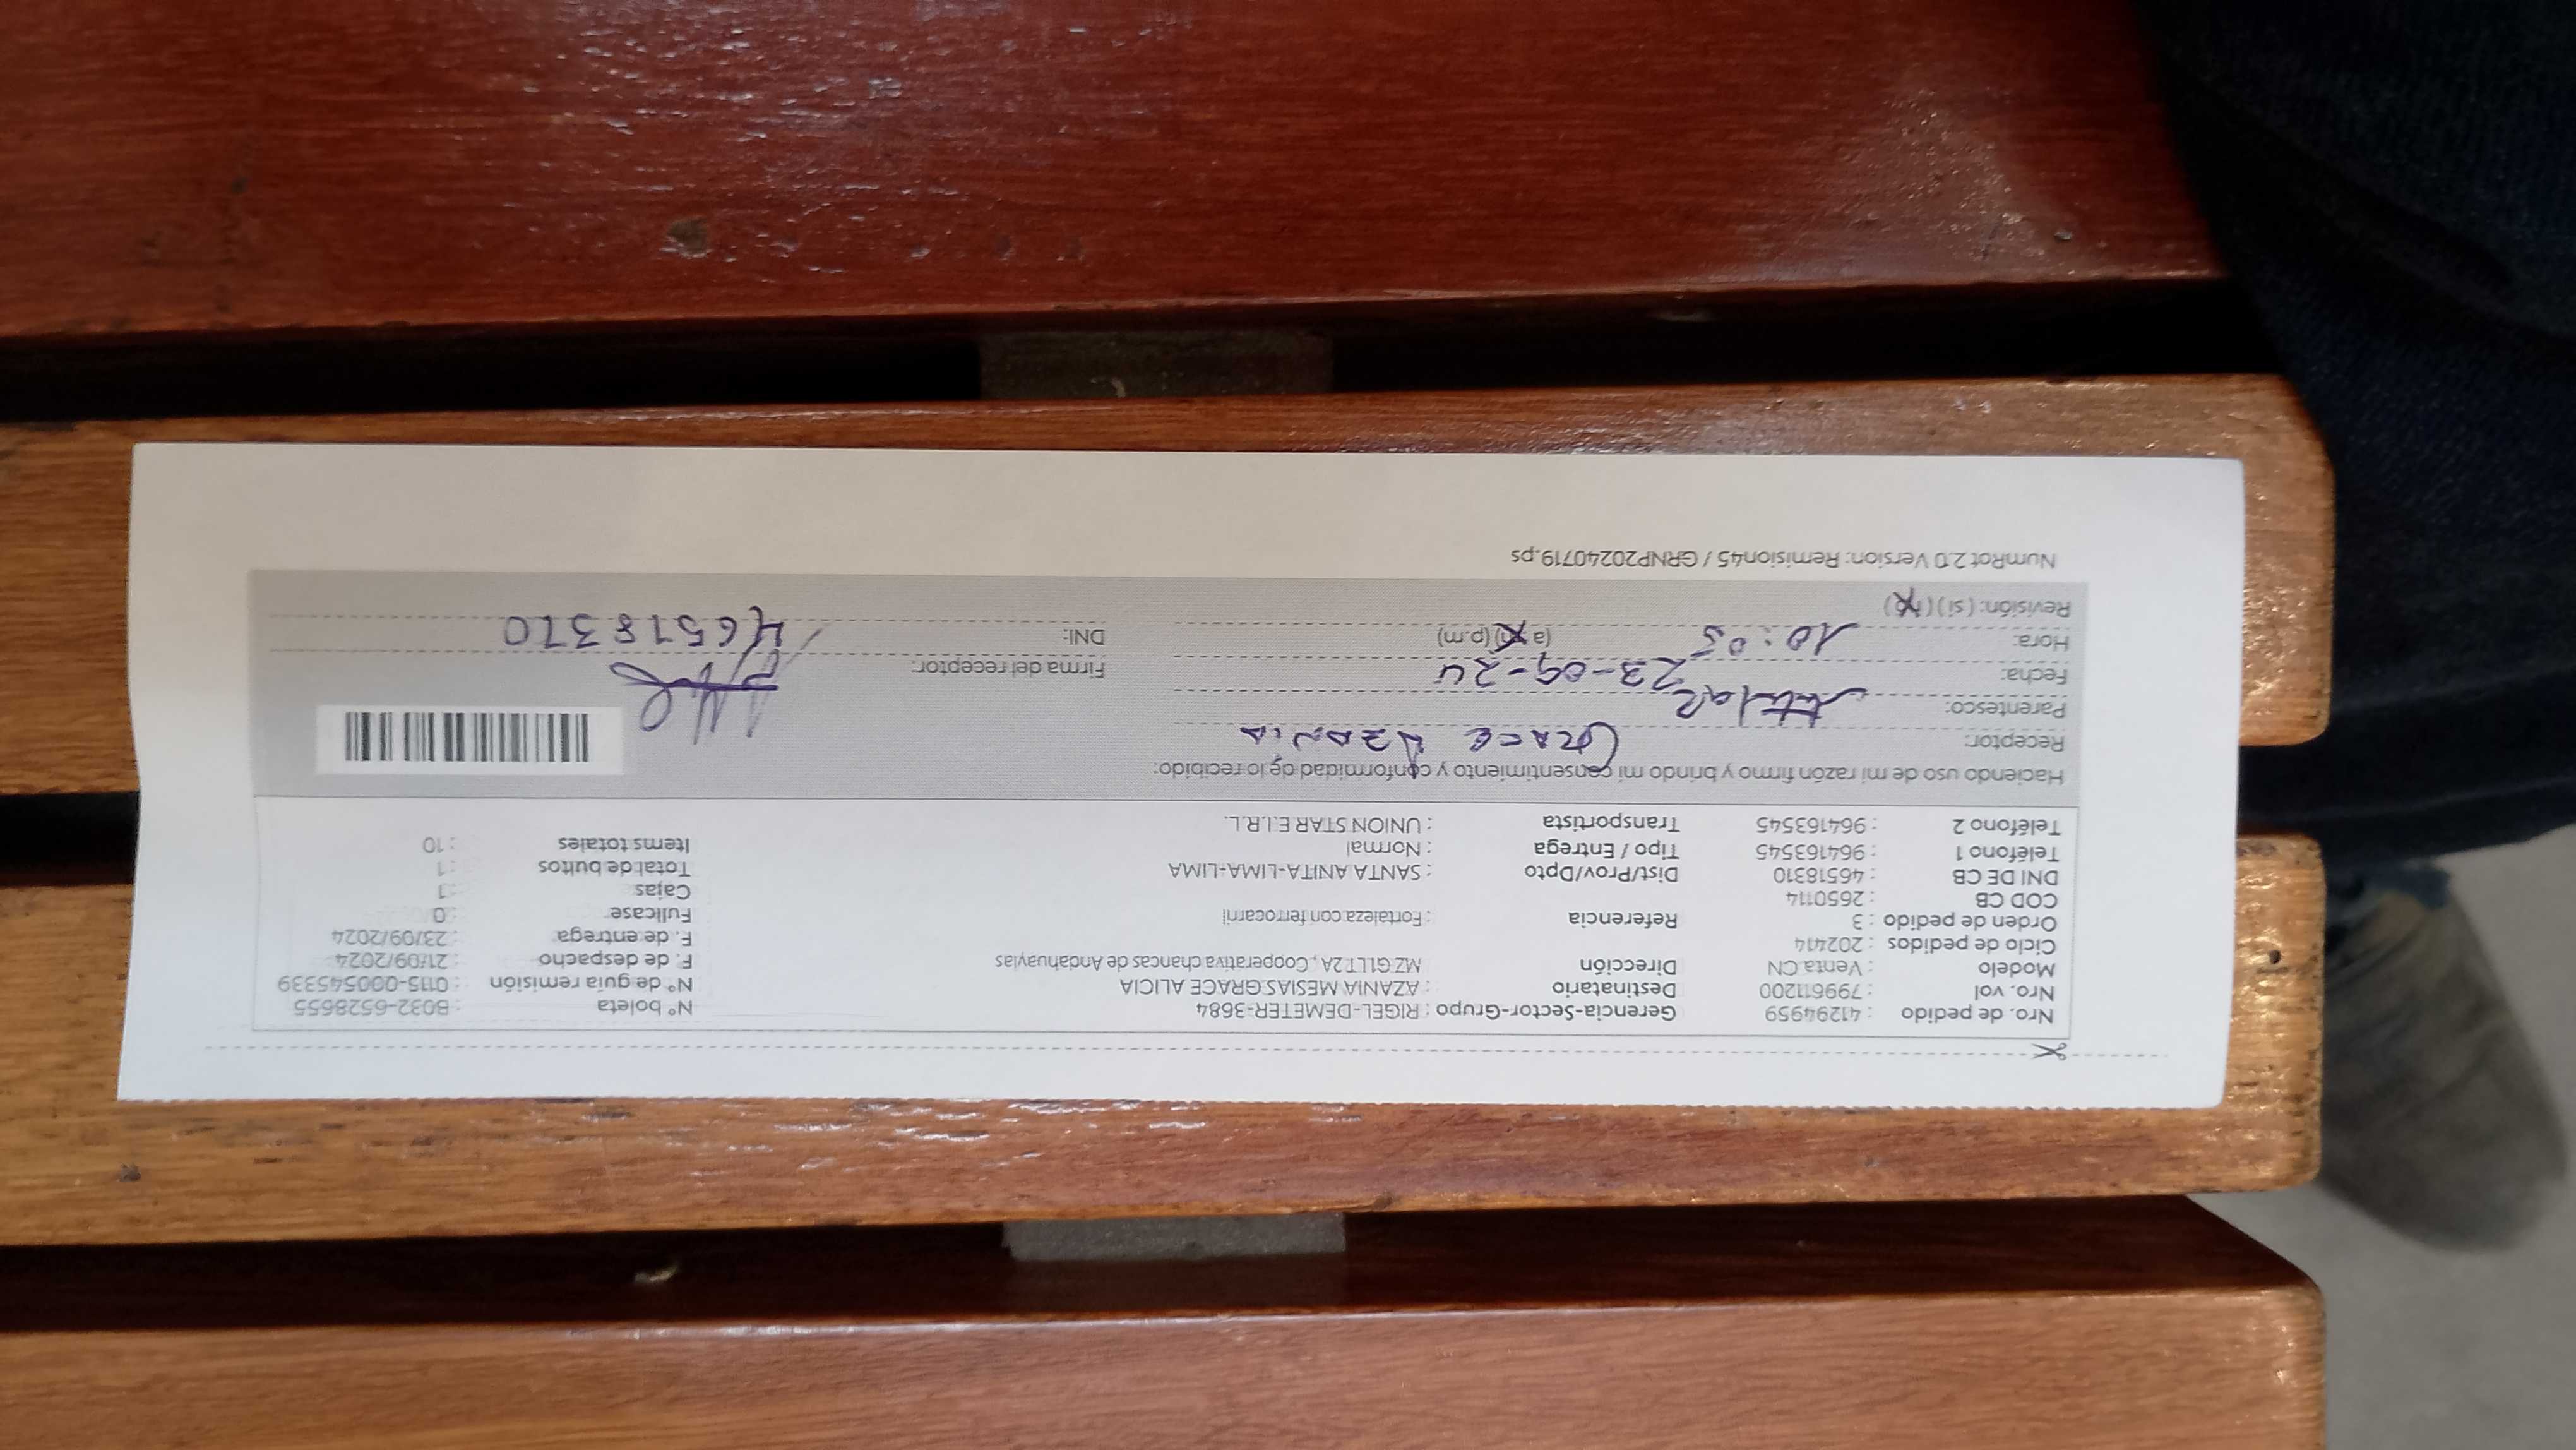 Nro. de pedido : 41294959 Gerencia-Sector-Grupo : RIGEL-DEMETER-3684 N° boleta : B032-6528655
Nro. vol : 799611200 Destinatario : AZANIA MESIAS GRACE ALICIA N° de guía remisión : 0115-000545339
Modelo : Venta CN Dirección MZ G1 LT 2A, Cooperativa chancas de Andahuaylas F. de despacho : 21/09/2024
Ciclo de pedidos : 202414 F. de entrega : 23/09/2024
Orden de pedido : 3 Referencia : Fortaleza con ferrocarril Fullcase : 0
COD CB : 2650114 Cajas : 1
DNI DE CB : 46518310 Dist/Prov/Dpto : SANTA ANITA-LIMA-LIMA Total de bultos : 1
Teléfono 1 : 964163545 Tipo / Entrega : Normal Items totales : 10
Teléfono 2 : 964163545 Transportista : UNION STAR E.I.R.L.
Haciendo uso de mi razón firmo y brindo mi consentimiento y conformidad de lo recibido:
Receptor: GRACE AZANIA
Parentesco: titular
Fecha: 23-09-24 Firma del receptor:
Hora: 10:05 (a.m) (p.m) DNI: 46518310
Revisión: (si) (no)
NumRot 2.0 Version: Remision45 / GRNP20240719.ps